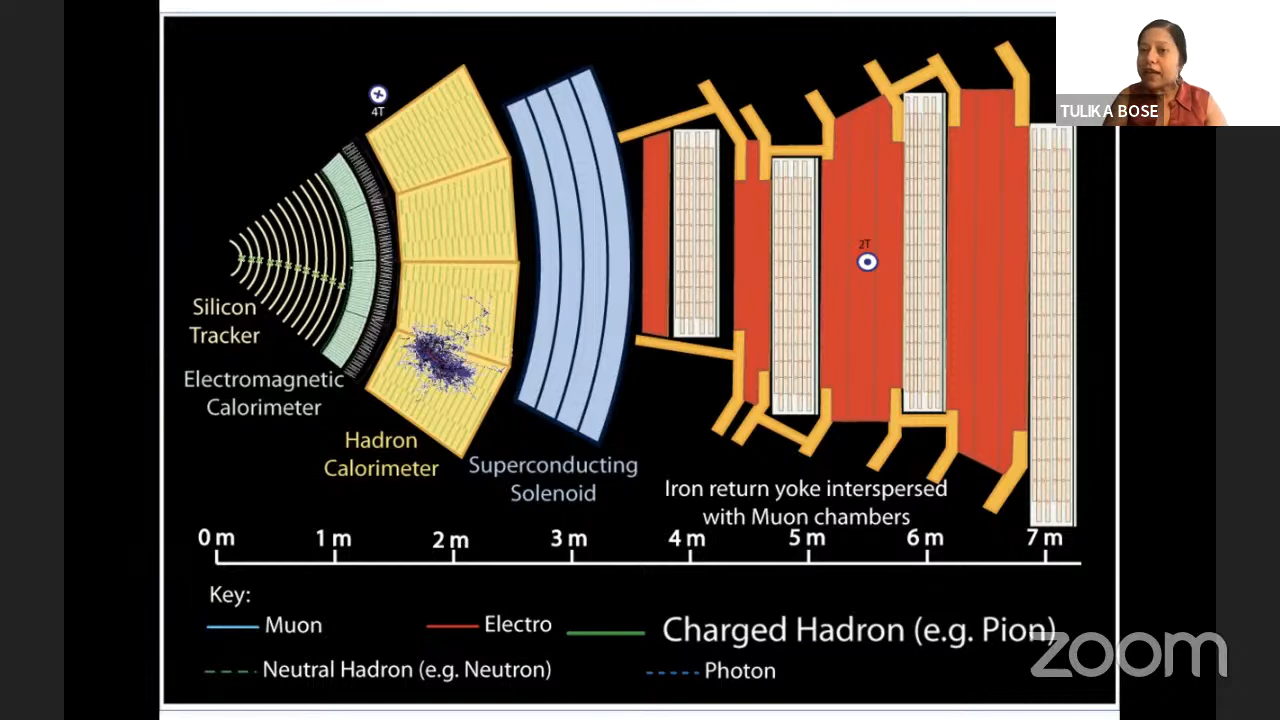 4T
TULIKA BOSE
2T
Silicon
Tracker
Electromagnetic
Calorimeter
Hadron
Calorimeter
Superconducting
Solenoid
Iron return yoke interspersed
with Muon chambers
0 m 1 m 2 m 3 m 4 m 5 m 6 m 7 m
Key:
Muon
Electro
Charged Hadron (e.g. Pion)
Neutral Hadron (e.g. Neutron)
Photon
zoom